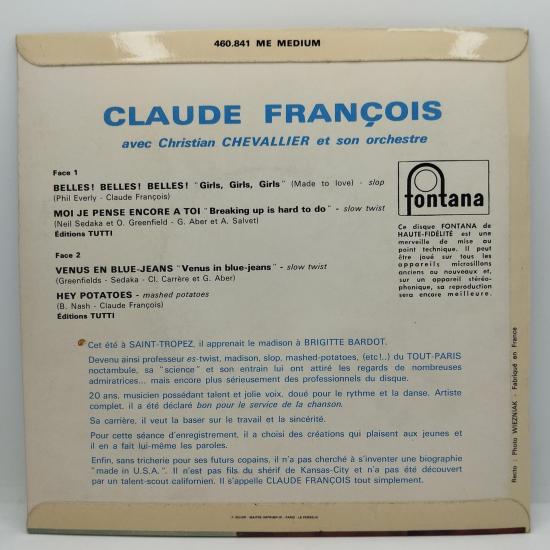 460.841 ME MEDIUM
CLAUDE FRANÇOIS
avec Christian CHEVALLIER et son orchestre
Face 1
BELLES! BELLES! BELLES! "Girls, Girls, Girls" (Made to love) - slop
(Phil Everly - Claude François)
MOI JE PENSE ENCORE A TOI "Breaking up is hard to do" - slow twist
(Neil Sedaka et O. Greenfield - G. Aber et A. Salvet)
Éditions TUTTI
Face 2
VENUS EN BLUE-JEANS "Venus in blue-jeans" - slow twist
(Greenfields - Sedaka - Cl. Carrère et G. Aber)
HEY POTATOES - mashed potatoes
(B. Nash - Claude François)
Éditions TUTTI
fontana
Ce disque FONTANA de
HAUTE-FIDÉLITÉ est une
merveille de mise au
point technique. Il peut
être joué sur tous les
appareils microsillons
anciens ou nouveaux et,
sur un appareil stéréo-
phonique, sa reproduction
sera encore meilleure.
Cet été à SAINT-TROPEZ, il apprenait le madison à BRIGITTE BARDOT.
Devenu ainsi professeur es-twist, madison, slop, mashed-potatoes, (etc!..) du TOUT-PARIS
noctambule, sa "science" et son entrain lui ont attiré les regards de nombreuses
admiratrices... mais encore plus sérieusement des professionnels du disque.
20 ans, musicien possédant talent et jolie voix, doué pour le rythme et la danse. Artiste
complet, il a été déclaré bon pour le service de la chanson.
Sa carrière, il veut la baser sur le travail et la sincérité.
Pour cette séance d'enregistrement, il a choisi des créations qui plaisent aux jeunes et
il en a fait lui-même les paroles.
Enfin, sans tricherie pour ses futurs copains, il n'a pas cherché à s'inventer une biographie
"made in U.S.A.". Il n'est pas fils du shérif de Kansas-City et n'a pas été découvert
par un talent-scout californien. Il s'appelle CLAUDE FRANÇOIS tout simplement.
Recto : Photo WIEZNIAK - Fabriqué en France